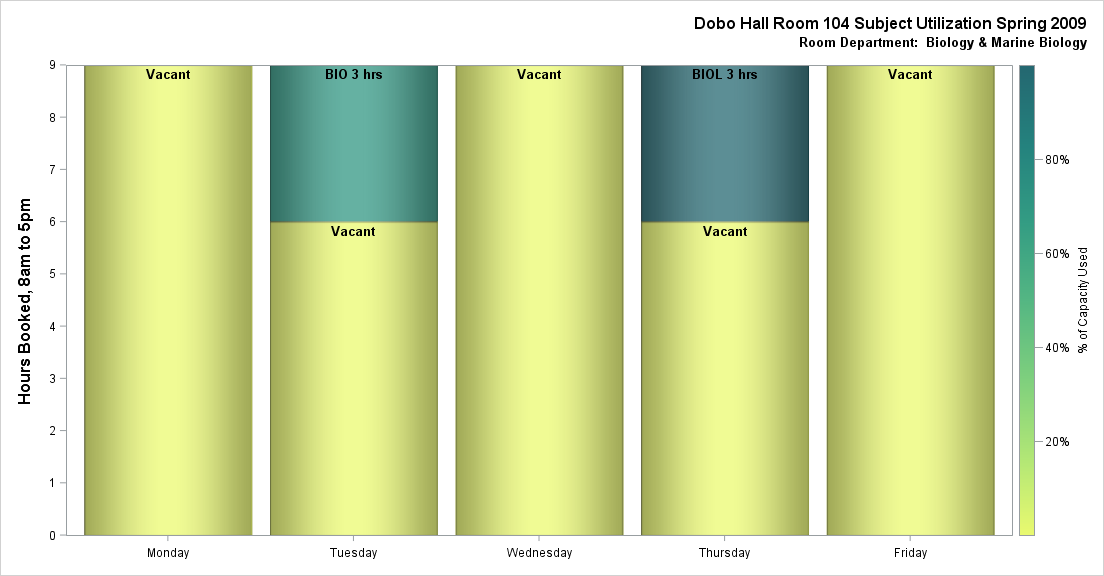 Dobo Hall Room 104 Subject Utilization Spring 2009
Room Department: Biology & Marine Biology
Hours Booked, 8am to 5pm
9
8
7
6
5
4
3
2
1
0
Vacant
BIO 3 hrs
Vacant
BIOL 3 hrs
Vacant
Vacant
Vacant
Monday
Tuesday
Wednesday
Thursday
Friday
80%
60%
40%
20%
% of Capacity Used